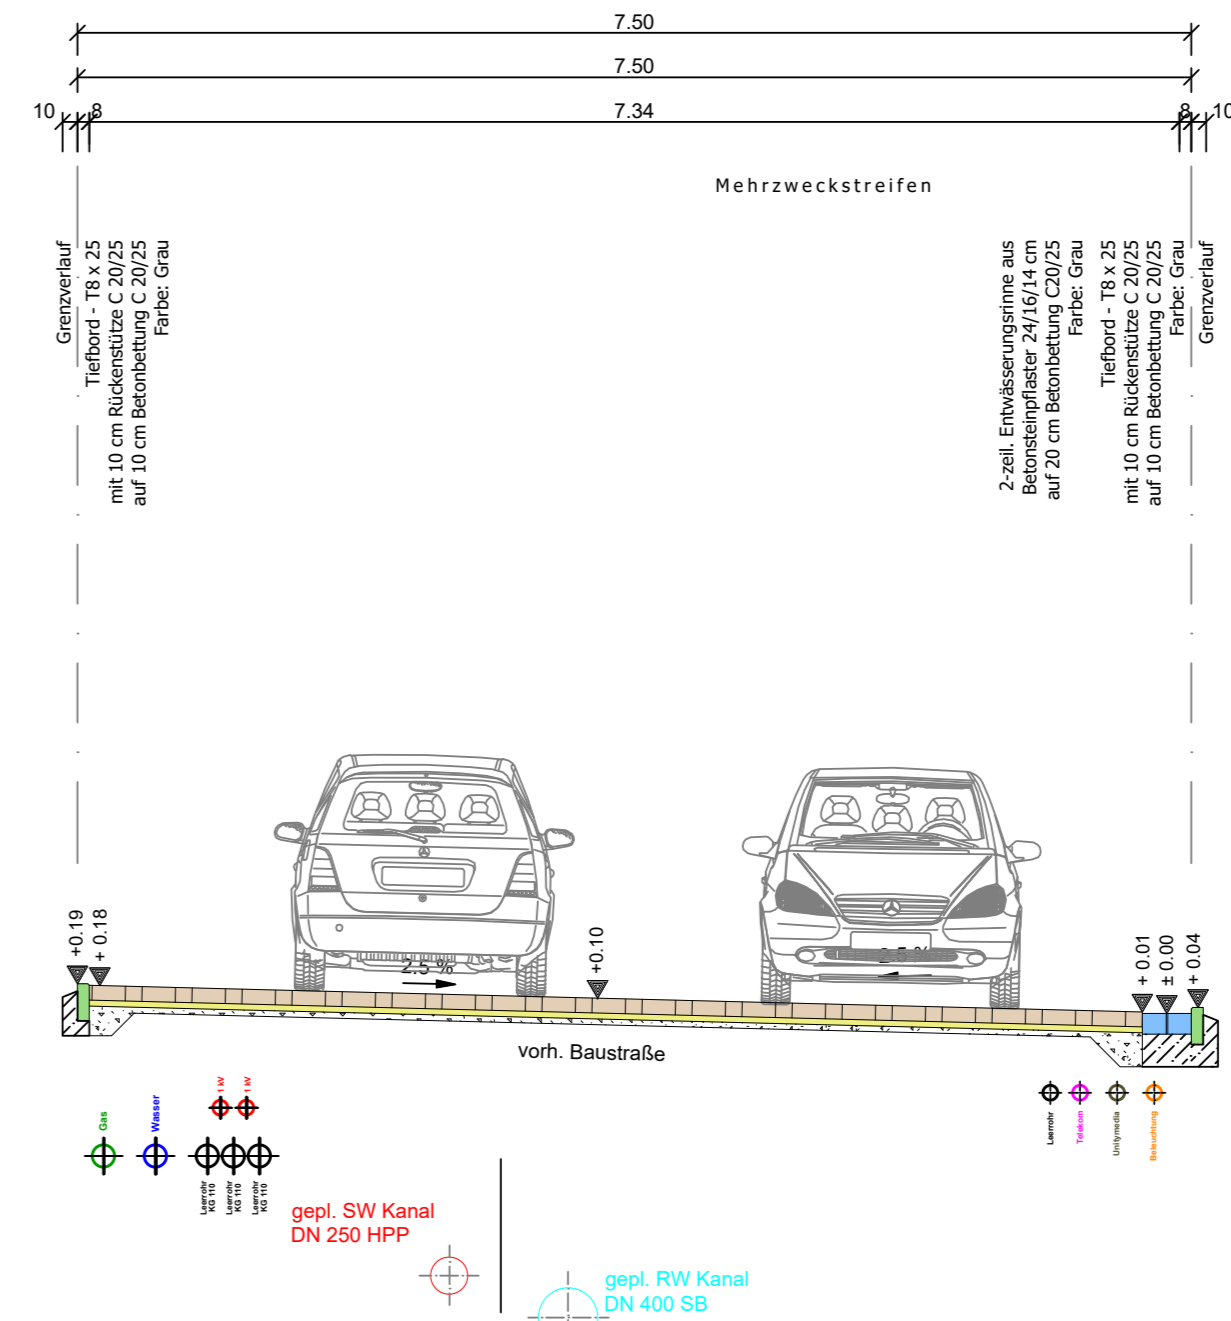 7.50
7.50
10
8
7.34
8
10
Mehrzweckstreifen
Grenzverlauf
Tiefbord - T8 x 25
mit 10 cm Rückenstütze C 20/25
auf 10 cm Betonbettung C 20/25
Farbe: Grau
2-zeil. Entwässerungsrinne aus
Betonsteinpflaster 24/16/14 cm
auf 20 cm Betonbettung C20/25
Farbe: Grau
Tiefbord - T8 x 25
mit 10 cm Rückenstütze C 20/25
auf 10 cm Betonbettung C 20/25
Farbe: Grau
Grenzverlauf
+0.19
+ 0.18
2.5 %
+0.10
2.5 %
+ 0.01
± 0.00
+ 0.04
vorh. Baustraße
Gas
Wasser
1 kV
1 kV
Leerrohr
KG 110
Leerrohr
KG 110
Leerrohr
KG 110
Leerrohr
Telekom
Unitymedia
Beleuchtung
gepl. SW Kanal
DN 250 HPP
gepl. RW Kanal
DN 400 SB